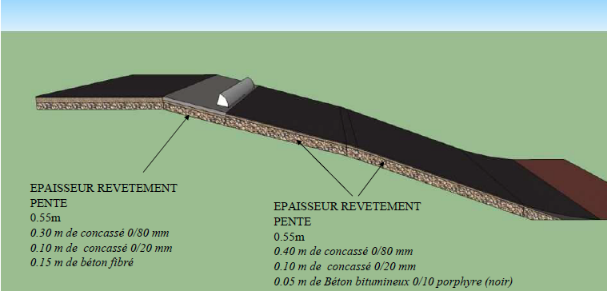 EPAISSEUR REVETEMENT
PENTE
0.55m
0.30 m de concassé 0/80 mm
0.10 m de concassé 0/20 mm
0.15 m de béton fibré
EPAISSEUR REVETEMENT
PENTE
0.55m
0.40 m de concassé 0/80 mm
0.10 m de concassé 0/20 mm
0.05 m de Béton bitumineux 0/10 porphyre (noir)